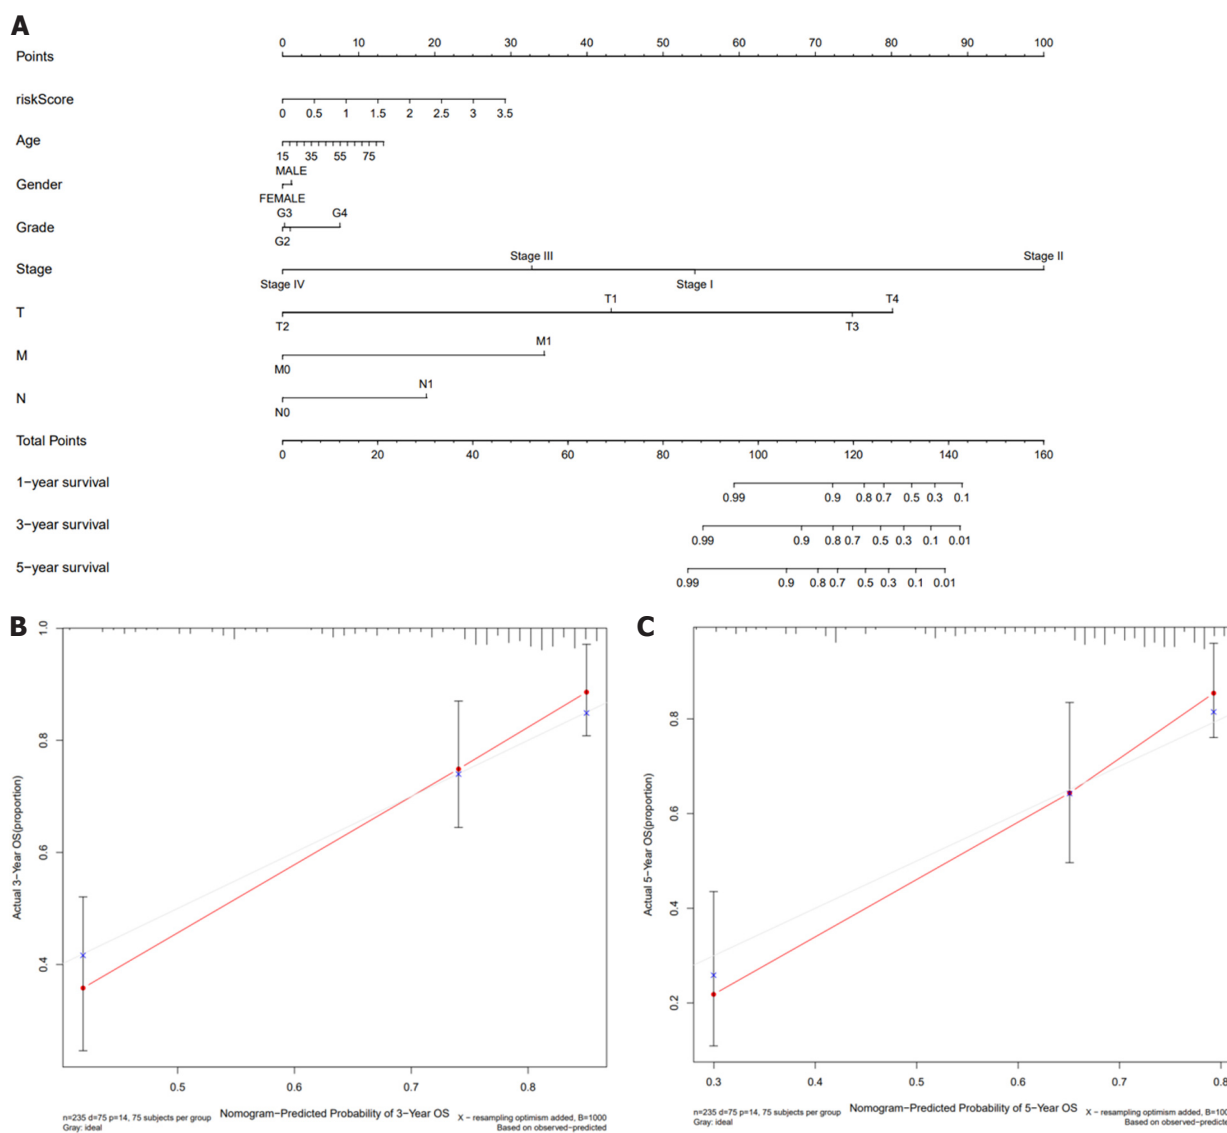 A
Points
0 10 20 30 40 50 60 70 80 90 100
riskScore
0 0.5 1 1.5 2 2.5 3 3.5
Age
15 35 55 75
MALE
Gender
FEMALE
G3 G4
Grade
G2
Stage III Stage II
Stage
Stage IV Stage I
T1 T4
T
T2 T3
M1
M
M0
N1
N
N0
Total Points
0 20 40 60 80 100 120 140 160
1-year survival
0.99 0.9 0.8 0.7 0.5 0.3 0.1
3-year survival
0.99 0.9 0.8 0.7 0.5 0.3 0.1 0.01
5-year survival
0.99 0.9 0.8 0.7 0.5 0.3 0.1 0.01
B
1.0
0.8
0.6
0.4
Actual 3−Year OS(proportion)
0.5 0.6 0.7 0.8
Nomogram−Predicted Probability of 3−Year OS
n=235 d=75 p=14, 75 subjects per group
Gray: ideal
X − resampling optimism added, B=1000
Based on observed−predicted
C
0.8
0.6
0.4
0.2
Actual 5−Year OS(proportion)
0.3 0.4 0.5 0.6 0.7 0.8
Nomogram−Predicted Probability of 5−Year OS
n=235 d=75 p=14, 75 subjects per group
Gray: ideal
X − resampling optimism added, B=100
Based on observed−predicte